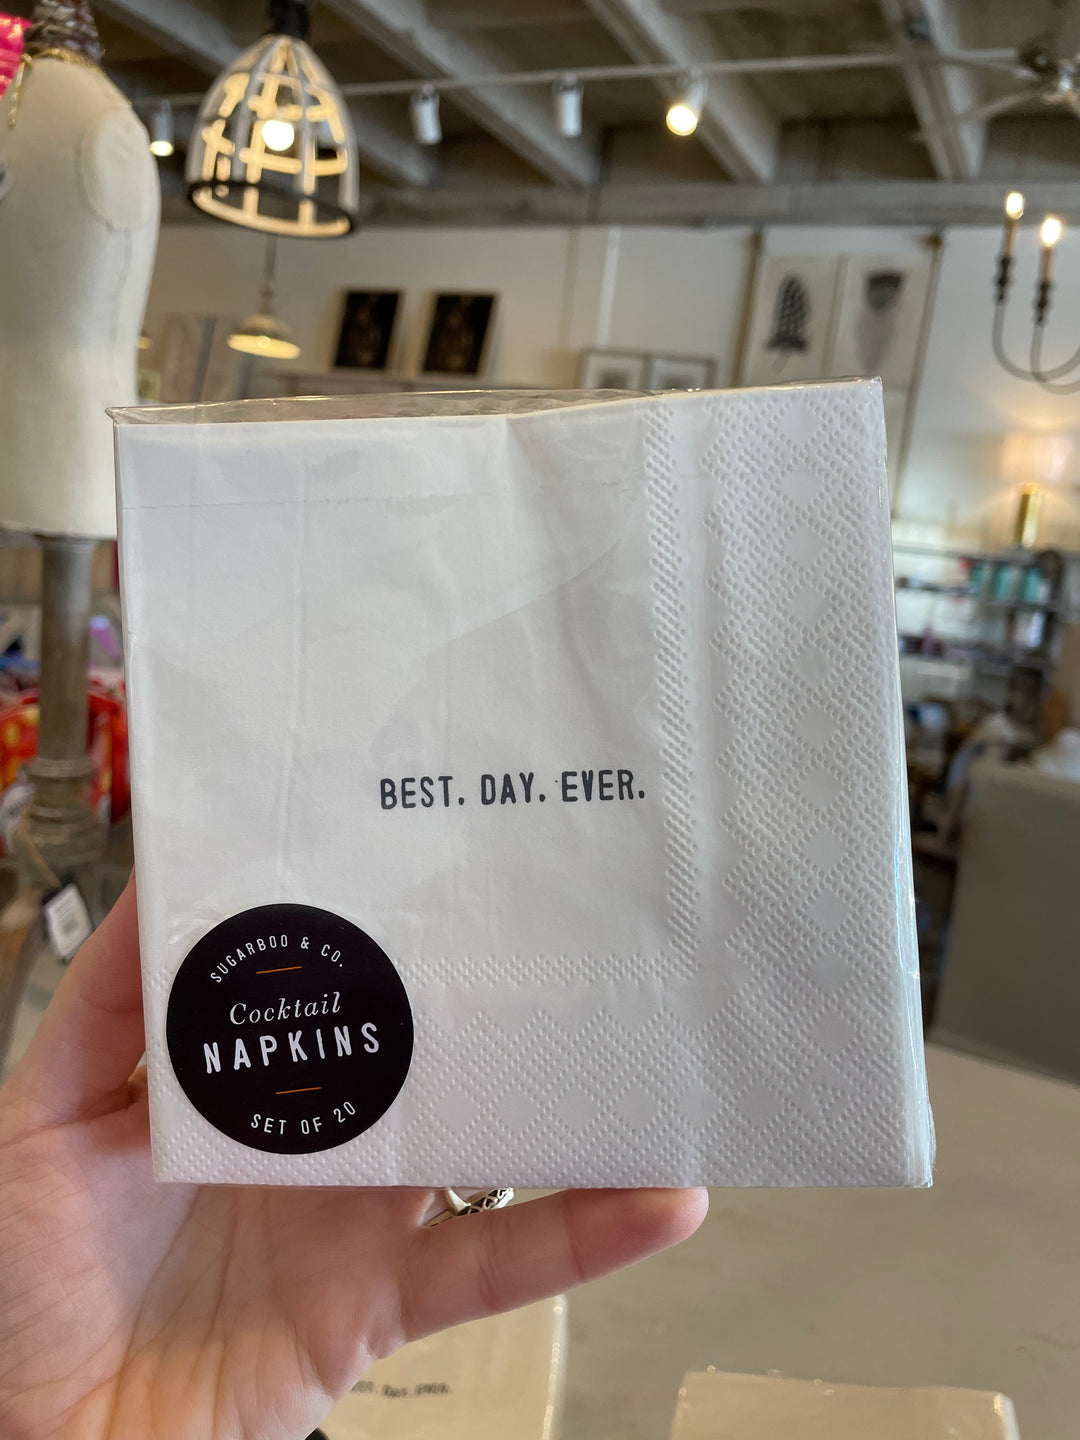 BEST. DAY. EVER.
SUGARBOO & CO.
Cocktail
NAPKINS
SET OF 20